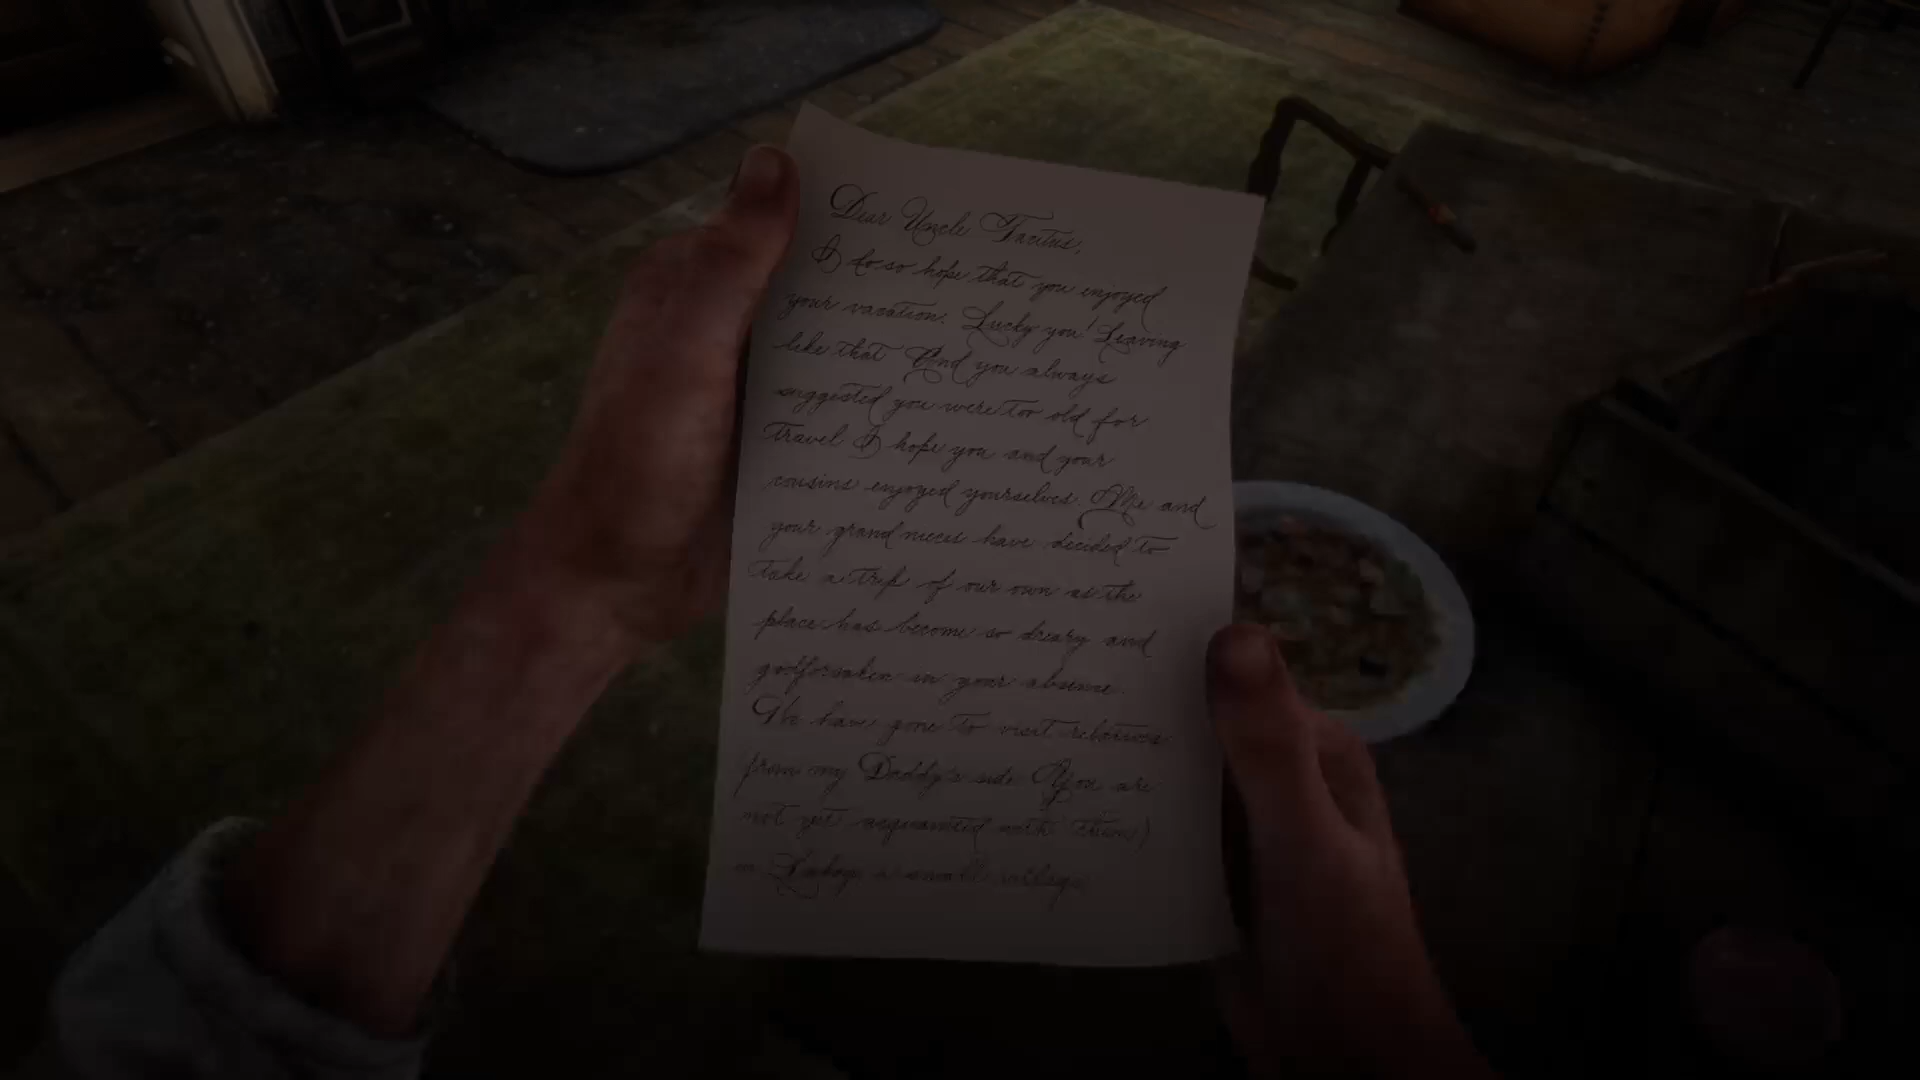 Dear Uncle Tacitus,
I do so hope that you enjoyed
your vacation. Lucky you! Leaving
like that. And you always
suggested you were too old for
travel I hope you and your
cousins enjoyed yourselves. Me and
your grand nieces have decided to
take a trip of our own as the
place has become so dreary and
godforsaken in your absence.
We have gone to visit relatives
from my Daddy's side (You are
not yet acquainted with them)
in a small village